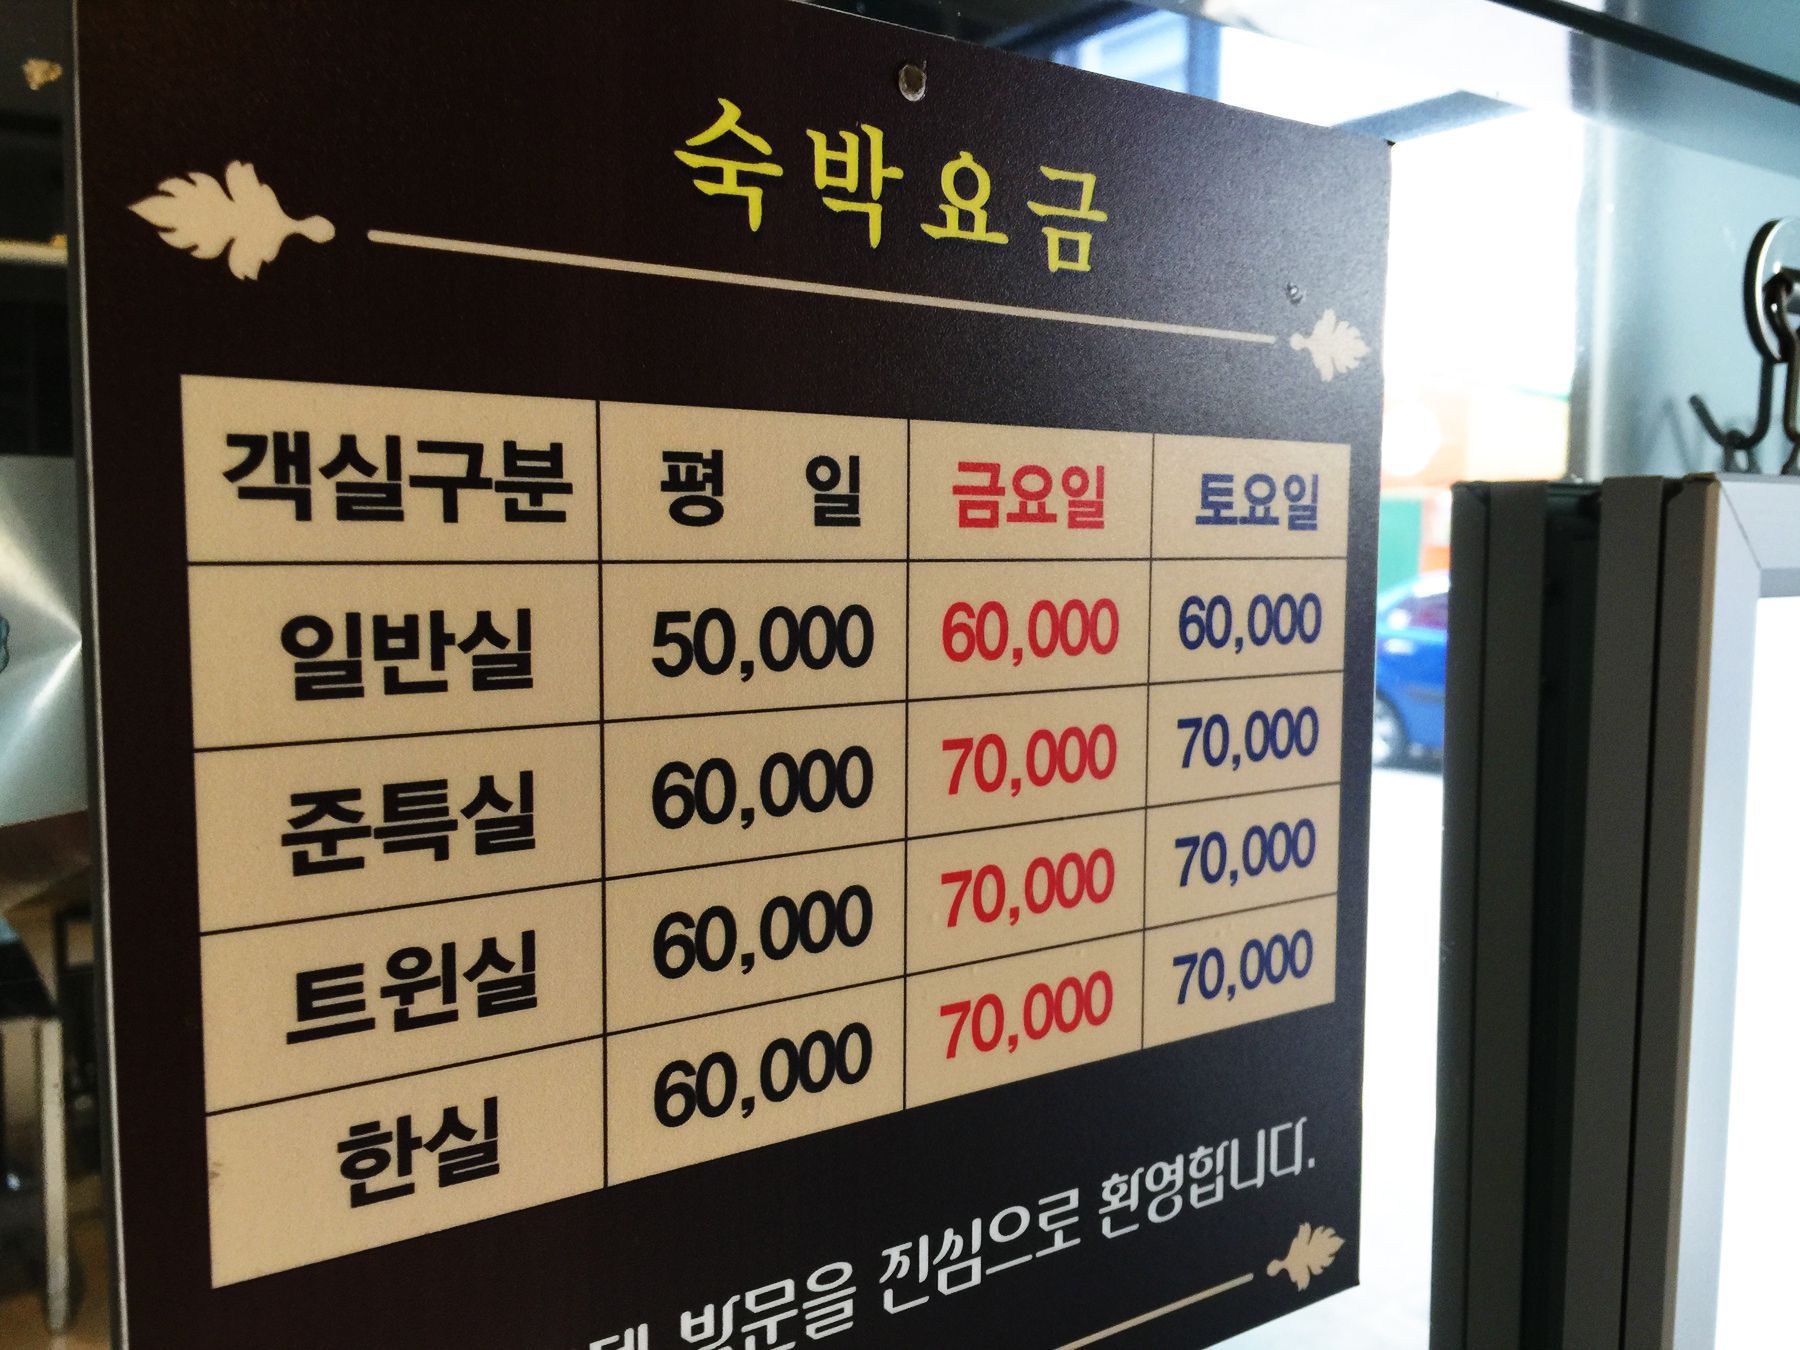 숙박요금
객실구분 평 일 금요일 토요일
일반실 50,000 60,000 60,000
준특실 60,000 70,000 70,000
트윈실 60,000 70,000 70,000
한실 60,000 70,000 70,000
방문을 진심으로 환영합니다.